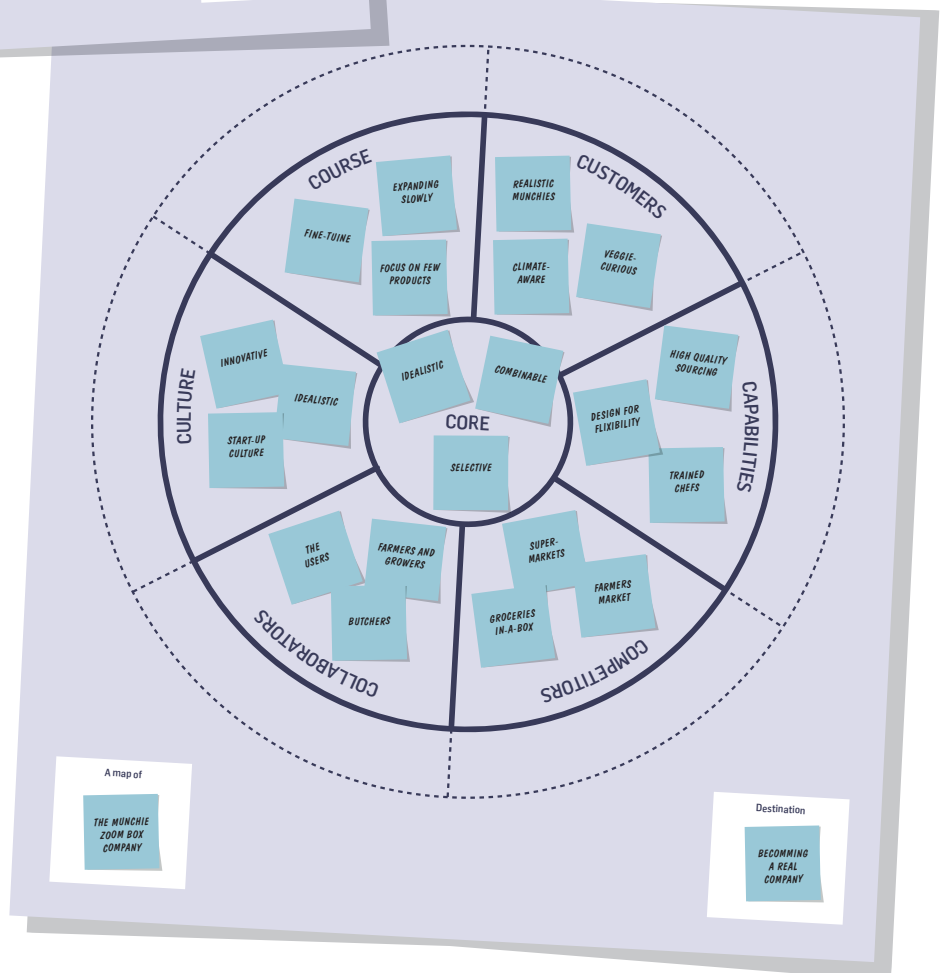 COURSE
EXPANDING
SLOWLY
FINE-TUINE
FOCUS ON FEW
PRODUCTS
CUSTOMERS
REALISTIC
MUNCHIES
CLIMATE-
AWARE
VEGGIE-
CURIOUS
CULTURE
INNOVATIVE
IDEALISTIC
START-UP
CULTURE
IDEALISTIC
COMBINABLE
CORE
SELECTIVE
CAPABILITIES
HIGH QUALITY
SOURCING
DESIGN FOR
FLIXIBILITY
TRAINED
CHEFS
COLLABORATORS
THE
USERS
FARMERS AND
GROWERS
BUTCHERS
COMPETITORS
SUPER-
MARKETS
FARMERS
MARKET
GROCERIES
IN-A-BOX
A map of
THE MUNCHIE
ZOOM BOX
COMPANY
Destination
BECOMMING
A REAL
COMPANY